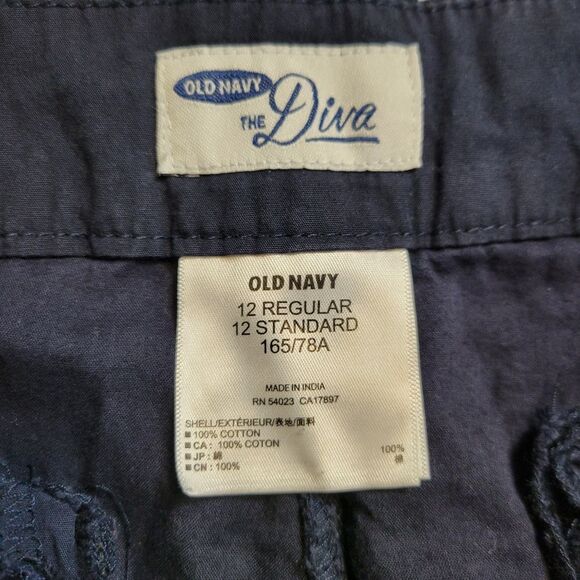 OLD NAVY
THE Diva
OLD NAVY
12 REGULAR
12 STANDARD
165/78A
MADE IN INDIA
RN 54023 CA17897
SHELL/EXTÉRIEUR/表地/面料
■ 100% COTTON
■ CA : 100% COTON
■ JP : 綿 100%
■ CN : 100% 棉